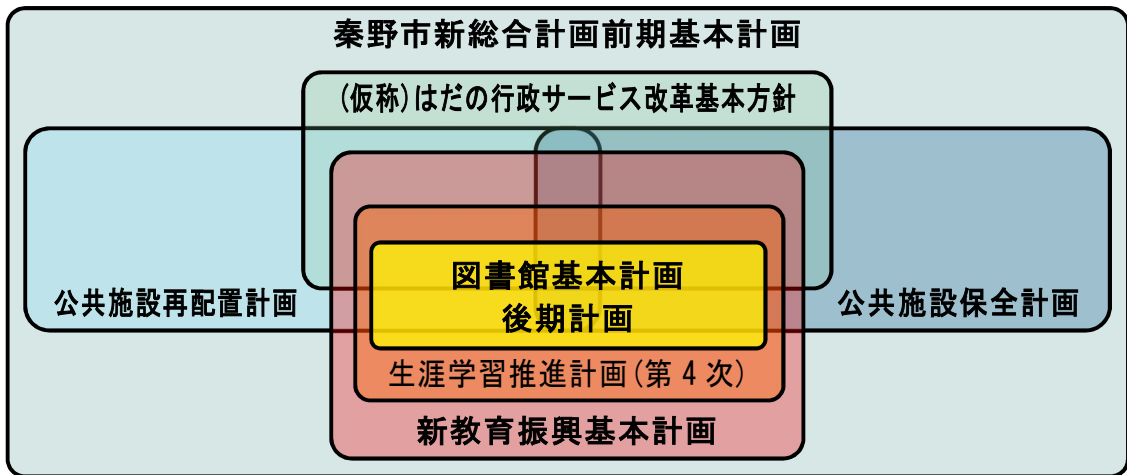 秦野市新総合計画前期基本計画
(仮称)はだの行政サービス改革基本方針
図書館基本計画
後期計画
公共施設再配置計画
公共施設保全計画
生涯学習推進計画(第4次)
新教育振興基本計画